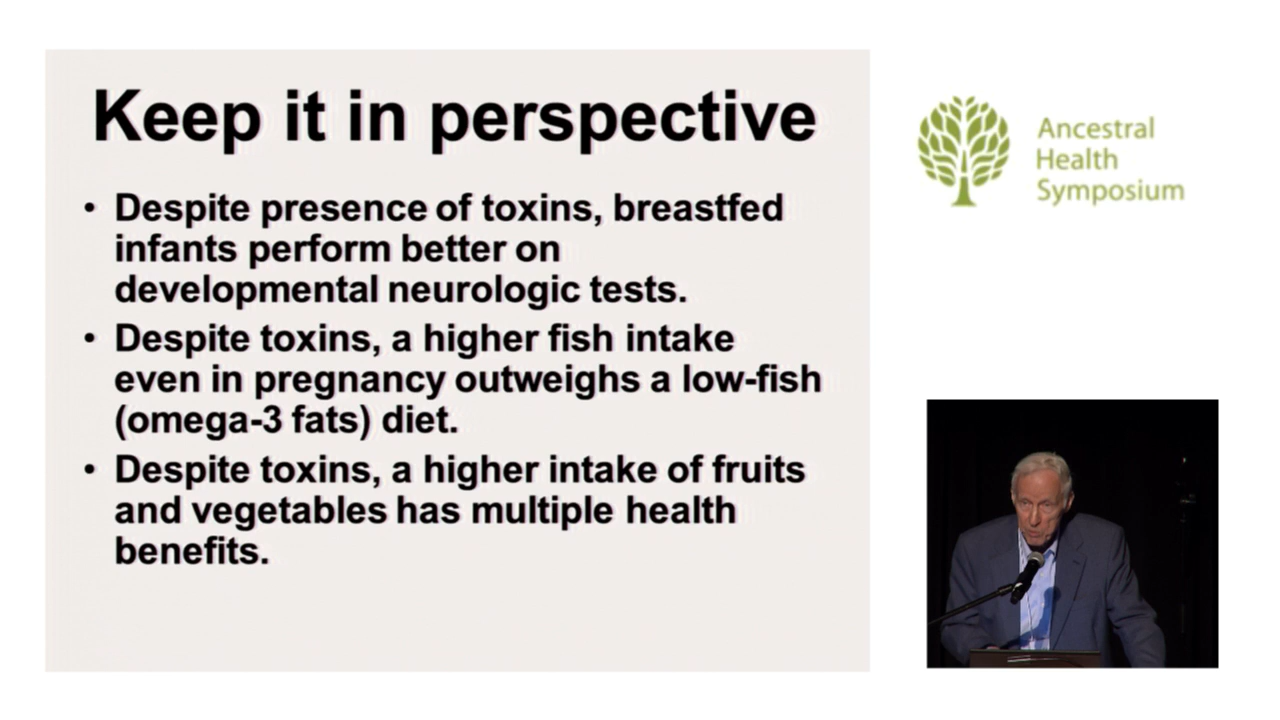 Keep it in perspective
• Despite presence of toxins, breastfed
infants perform better on
developmental neurologic tests.
• Despite toxins, a higher fish intake
even in pregnancy outweighs a low-fish
(omega-3 fats) diet.
• Despite toxins, a higher intake of fruits
and vegetables has multiple health
benefits.
Ancestral
Health
Symposium